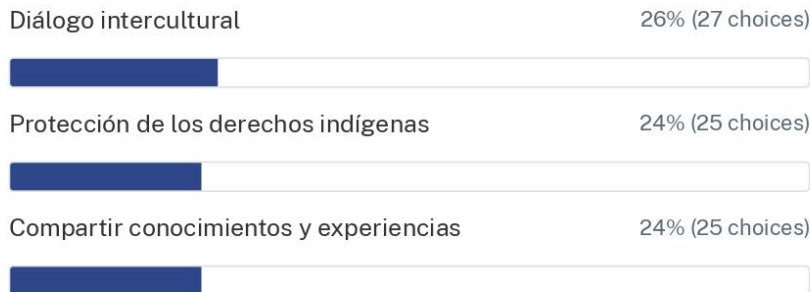 Diálogo intercultural 26% (27 choices)
Protección de los derechos indígenas 24% (25 choices)
Compartir conocimientos y experiencias 24% (25 choices)